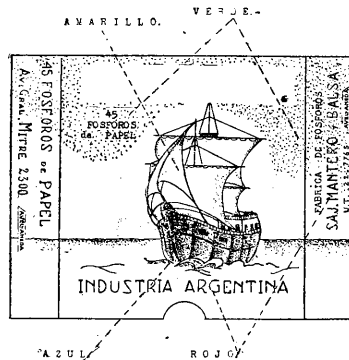 AMARILLO.
VERDE.-
45 FOSFOROS DE PAPEL
AV. GRAL. MITRE 2300
45
FOSFOROS
de PAPEL
FABRICA DE FOSFOROS
SAJ. MANTERO Y BALSA
INDUSTRIA ARGENTINA
AZUL
ROJO